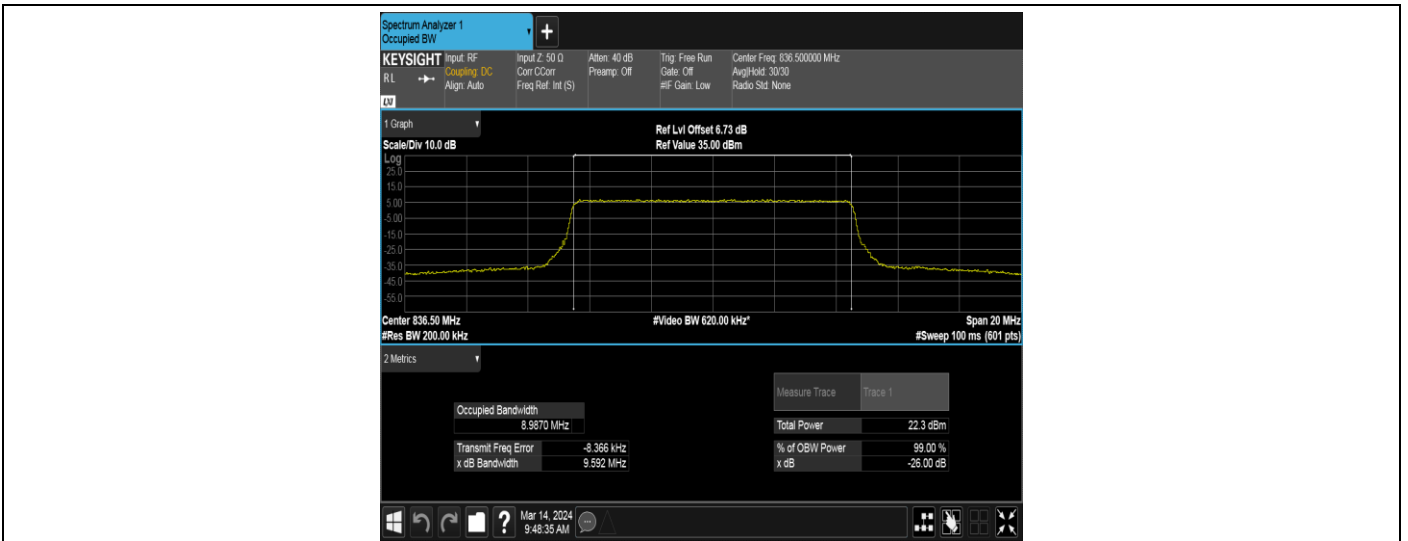 Spectrum Analyzer 1
Occupied BW
+
KEYSIGHT Input: RF Input Z: 50 Ω Atten: 40 dB Trig: Free Run Center Freq: 836.500000 MHz
RL Coupling: DC Corr CCorr Preamp: Off Gate: Off Avg|Hold: 30/30
Align: Auto Freq Ref: Int (S) #IF Gain: Low Radio Std: None
LXI
1 Graph
Ref Lvl Offset 6.73 dB
Scale/Div 10.0 dB Ref Value 35.00 dBm
Log
25.0
15.0
5.00
-5.00
-15.0
-25.0
-35.0
-45.0
-55.0
Center 836.50 MHz #Video BW 620.00 kHz* Span 20 MHz
#Res BW 200.00 kHz #Sweep 100 ms (601 pts)
2 Metrics
Measure Trace Trace 1
Occupied Bandwidth
8.9870 MHz Total Power 22.3 dBm
Transmit Freq Error -8.366 kHz % of OBW Power 99.00 %
x dB Bandwidth 9.592 MHz x dB -26.00 dB
? Mar 14, 2024
9:48:35 AM